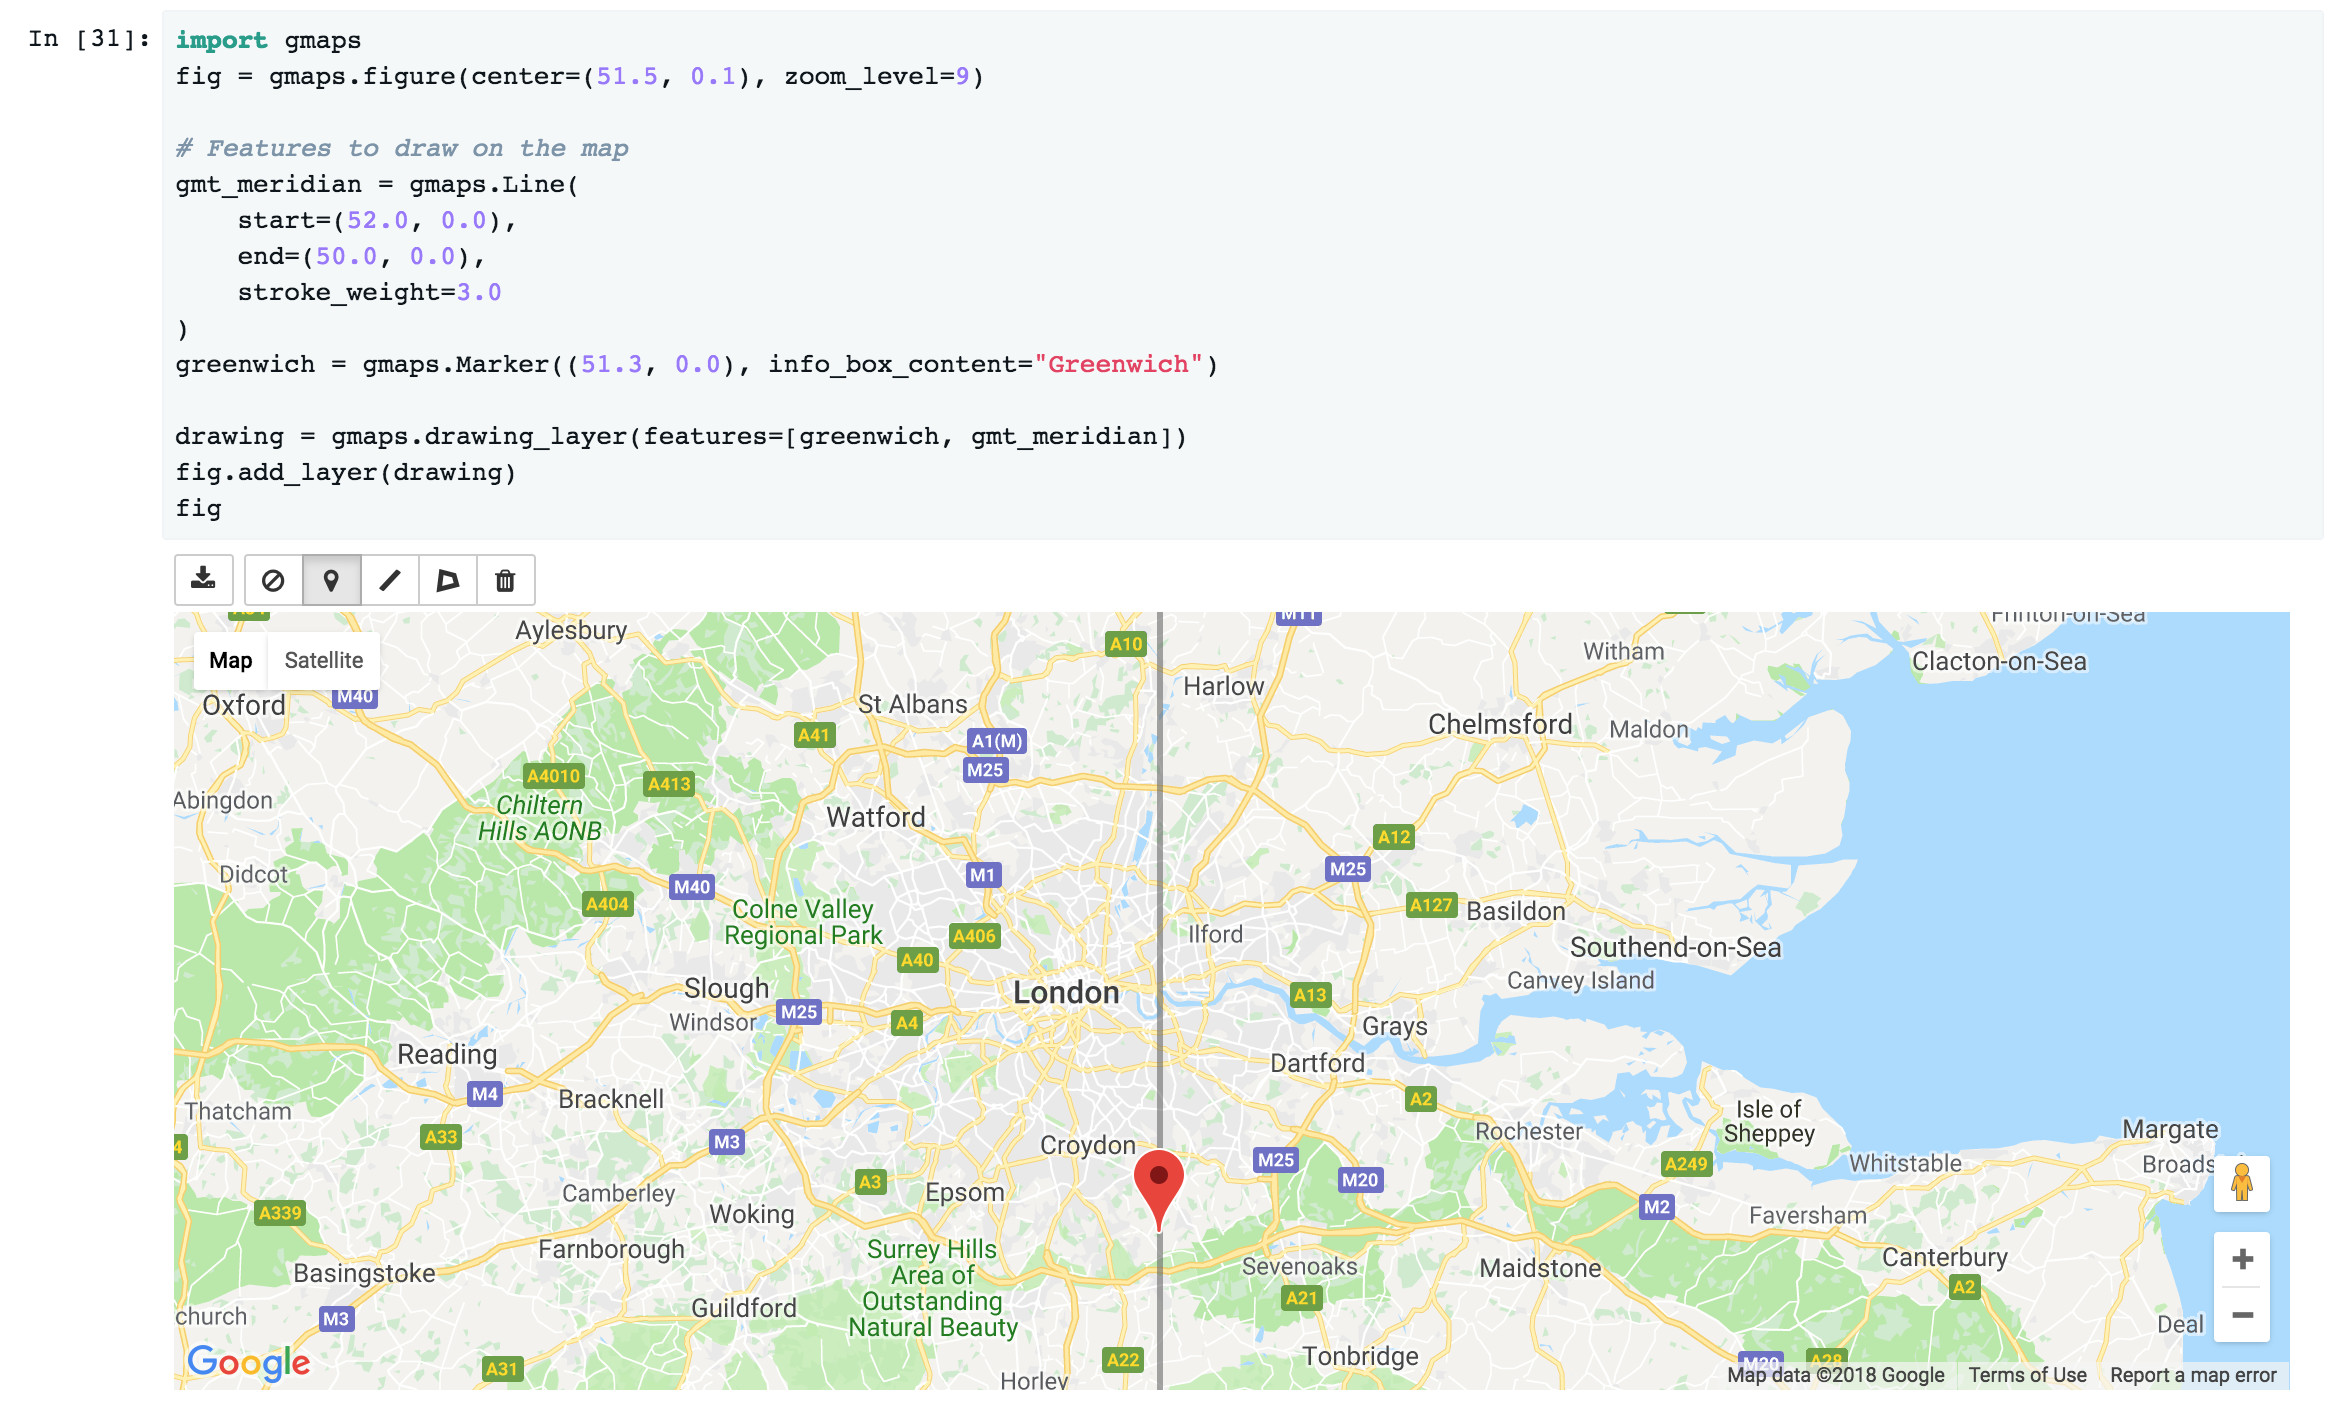 In [31]:
import gmaps
fig = gmaps.figure(center=(51.5, 0.1), zoom_level=9)
# Features to draw on the map
gmt_meridian = gmaps.Line(
    start=(52.0, 0.0),
    end=(50.0, 0.0),
    stroke_weight=3.0
)
greenwich = gmaps.Marker((51.3, 0.0), info_box_content="Greenwich")
drawing = gmaps.drawing_layer(features=[greenwich, gmt_meridian])
fig.add_layer(drawing)
fig
M11
Frinton-on-Sea
Aylesbury
A10
Witham
Map
Satellite
Clacton-on-Sea
Harlow
M40
Oxford
St Albans
Chelmsford
Maldon
A41
A1(M)
M25
A4010
A413
Abingdon
Chiltern
Hills AONB
Watford
A12
Didcot
M1
M25
M40
A404
A127
Basildon
Colne Valley
Regional Park
A406
Ilford
Southend-on-Sea
A40
Canvey Island
Slough
London
A13
M25
Windsor
A4
Grays
Reading
Dartford
M4
Bracknell
A2
Thatcham
Isle of
Sheppey
A33
M3
Croydon
Rochester
Margate
4
M25
A249
Whitstable
Broads
A3
M20
Camberley
Epsom
A339
Woking
M2
Faversham
Farnborough
Surrey Hills
Area of
Outstanding
Natural Beauty
Canterbury
Basingstoke
Sevenoaks
Maidstone
A2
A21
Guildford
church
M3
Deal
Google
A31
A22
Tonbridge
M20
A28
Horley
Map data ©2018 Google
Terms of Use
Report a map error